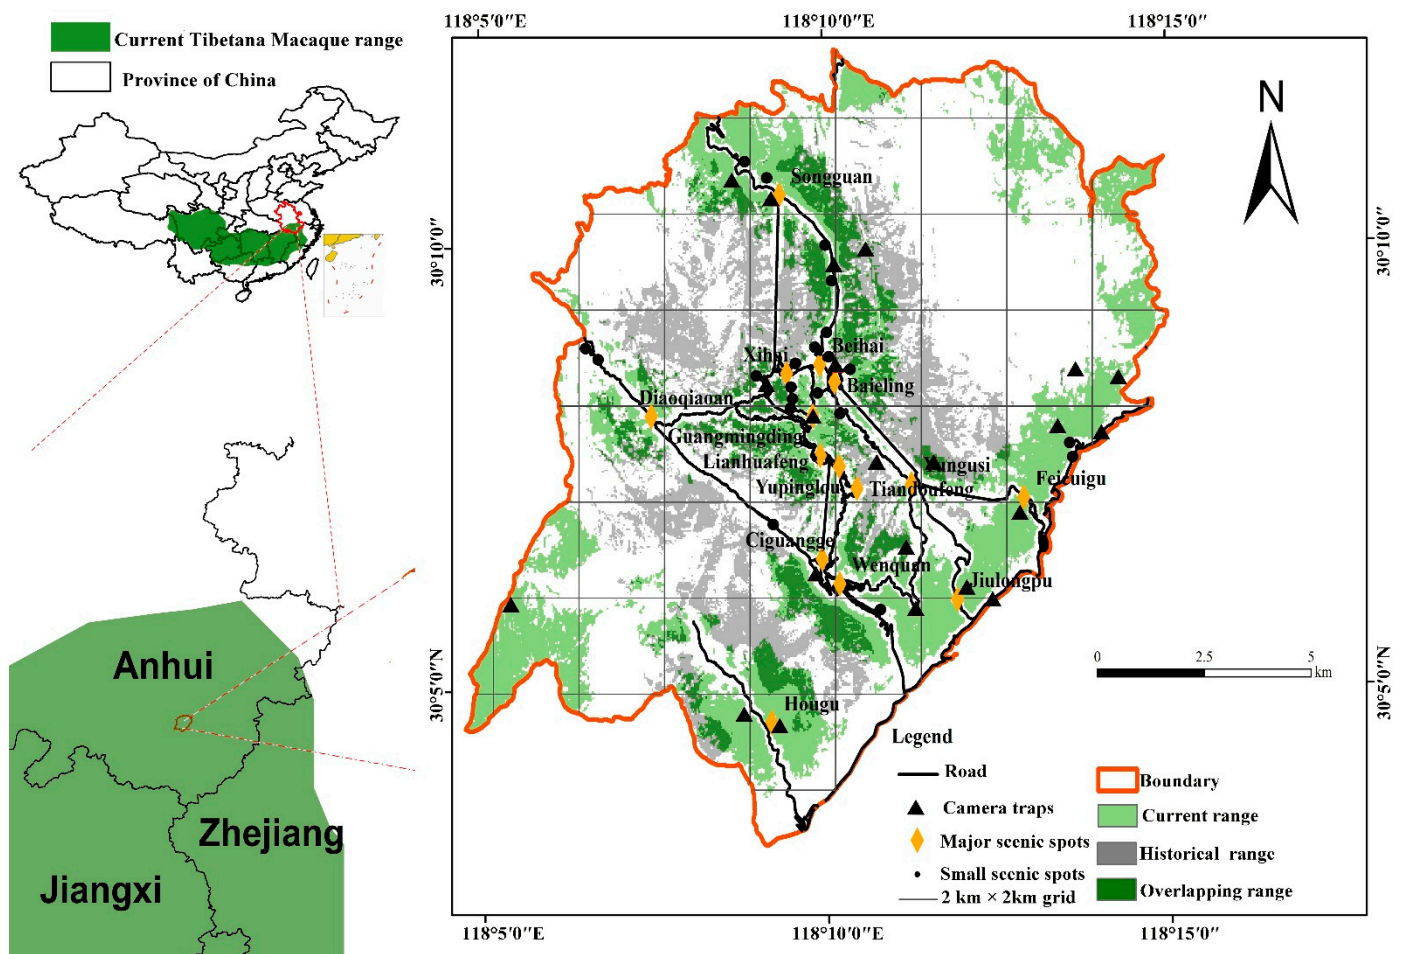 Current Tibetana Macaque range
Province of China
Anhui
Zhejiang
Jiangxi
118°5′0″E
118°10′0″E
118°15′0″E
30°10′0″
30°10′0″
30°5′0″N
30°5′0″N
118°5′0″E
118°10′0″E
118°15′0″E
N
Songguan
Beihai
Xihai
Baieling
Diaoqiaoan
Guangmingding
Lianhuafeng
Yungusi
Feicuigu
Yupinglou
Tiandoufeng
Ciguangge
Wenquan
Jiulongpu
Hougu
0
2.5
5
km
Legend
Road
Camera traps
Major scenic spots
Small scenic spots
2 km × 2km grid
Boundary
Current range
Historical range
Overlapping range